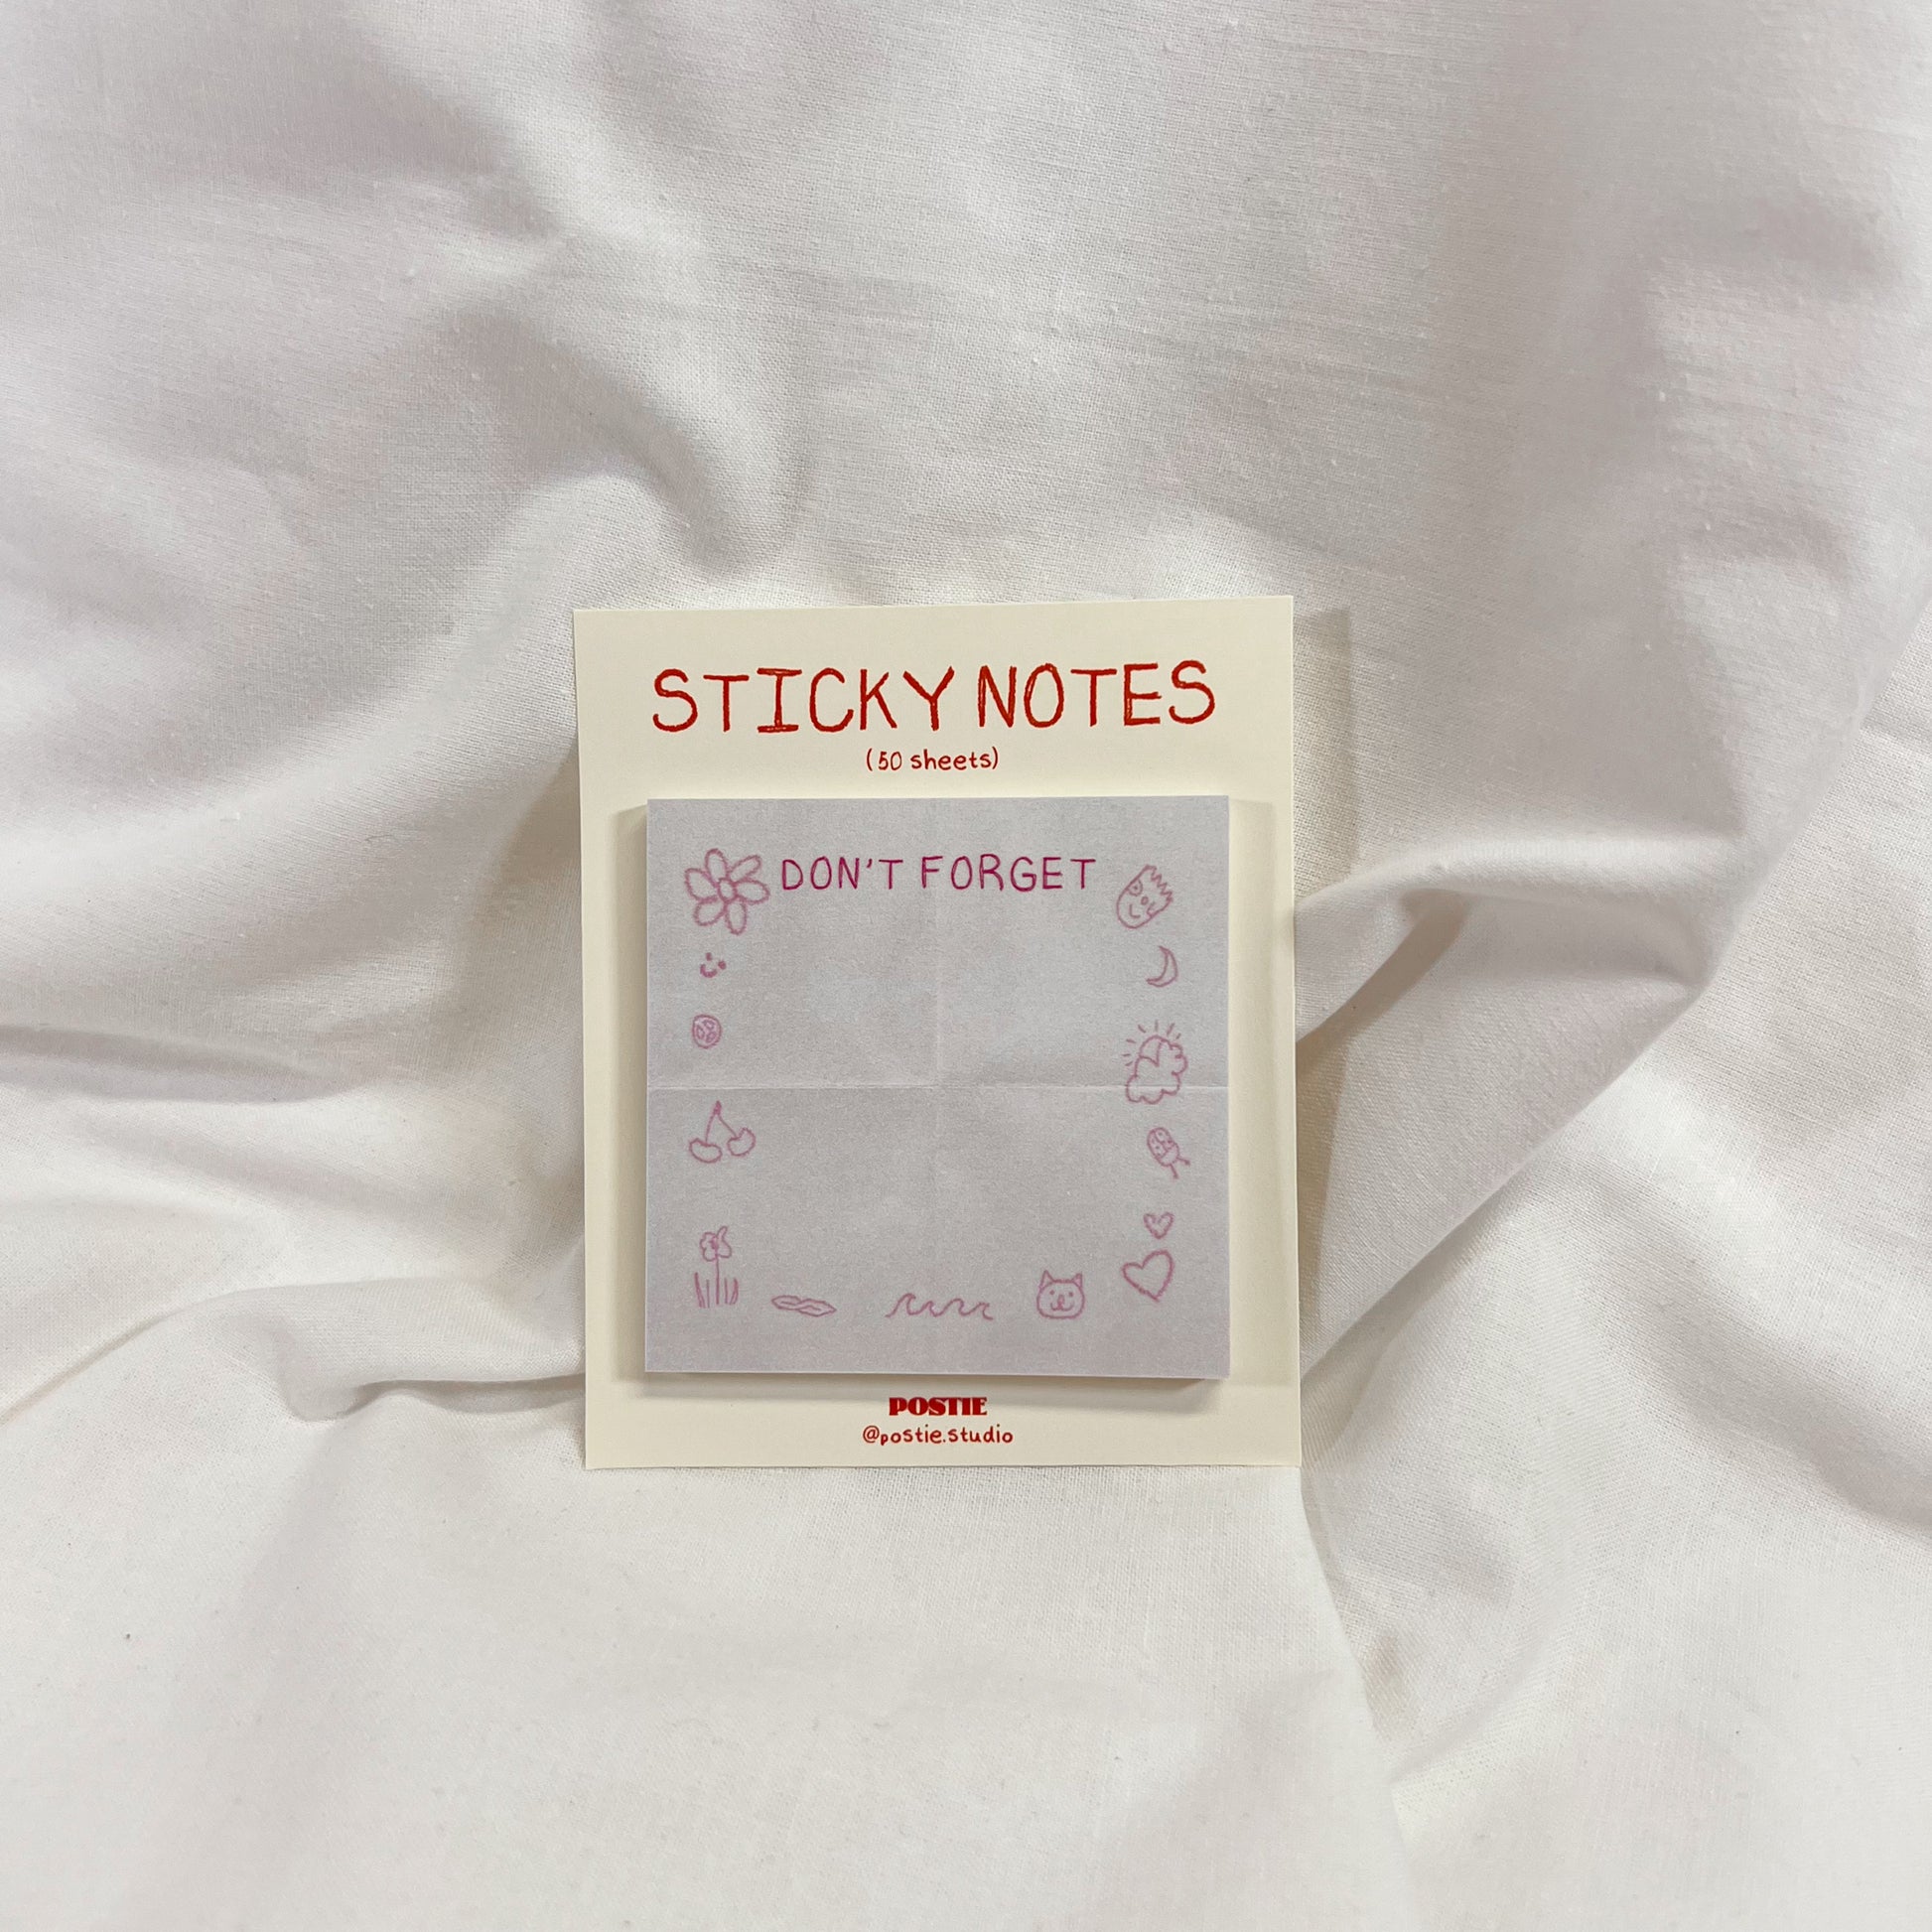 STICKY NOTES
(50 sheets)
DON'T FORGET
POSTIE
@postie.studio